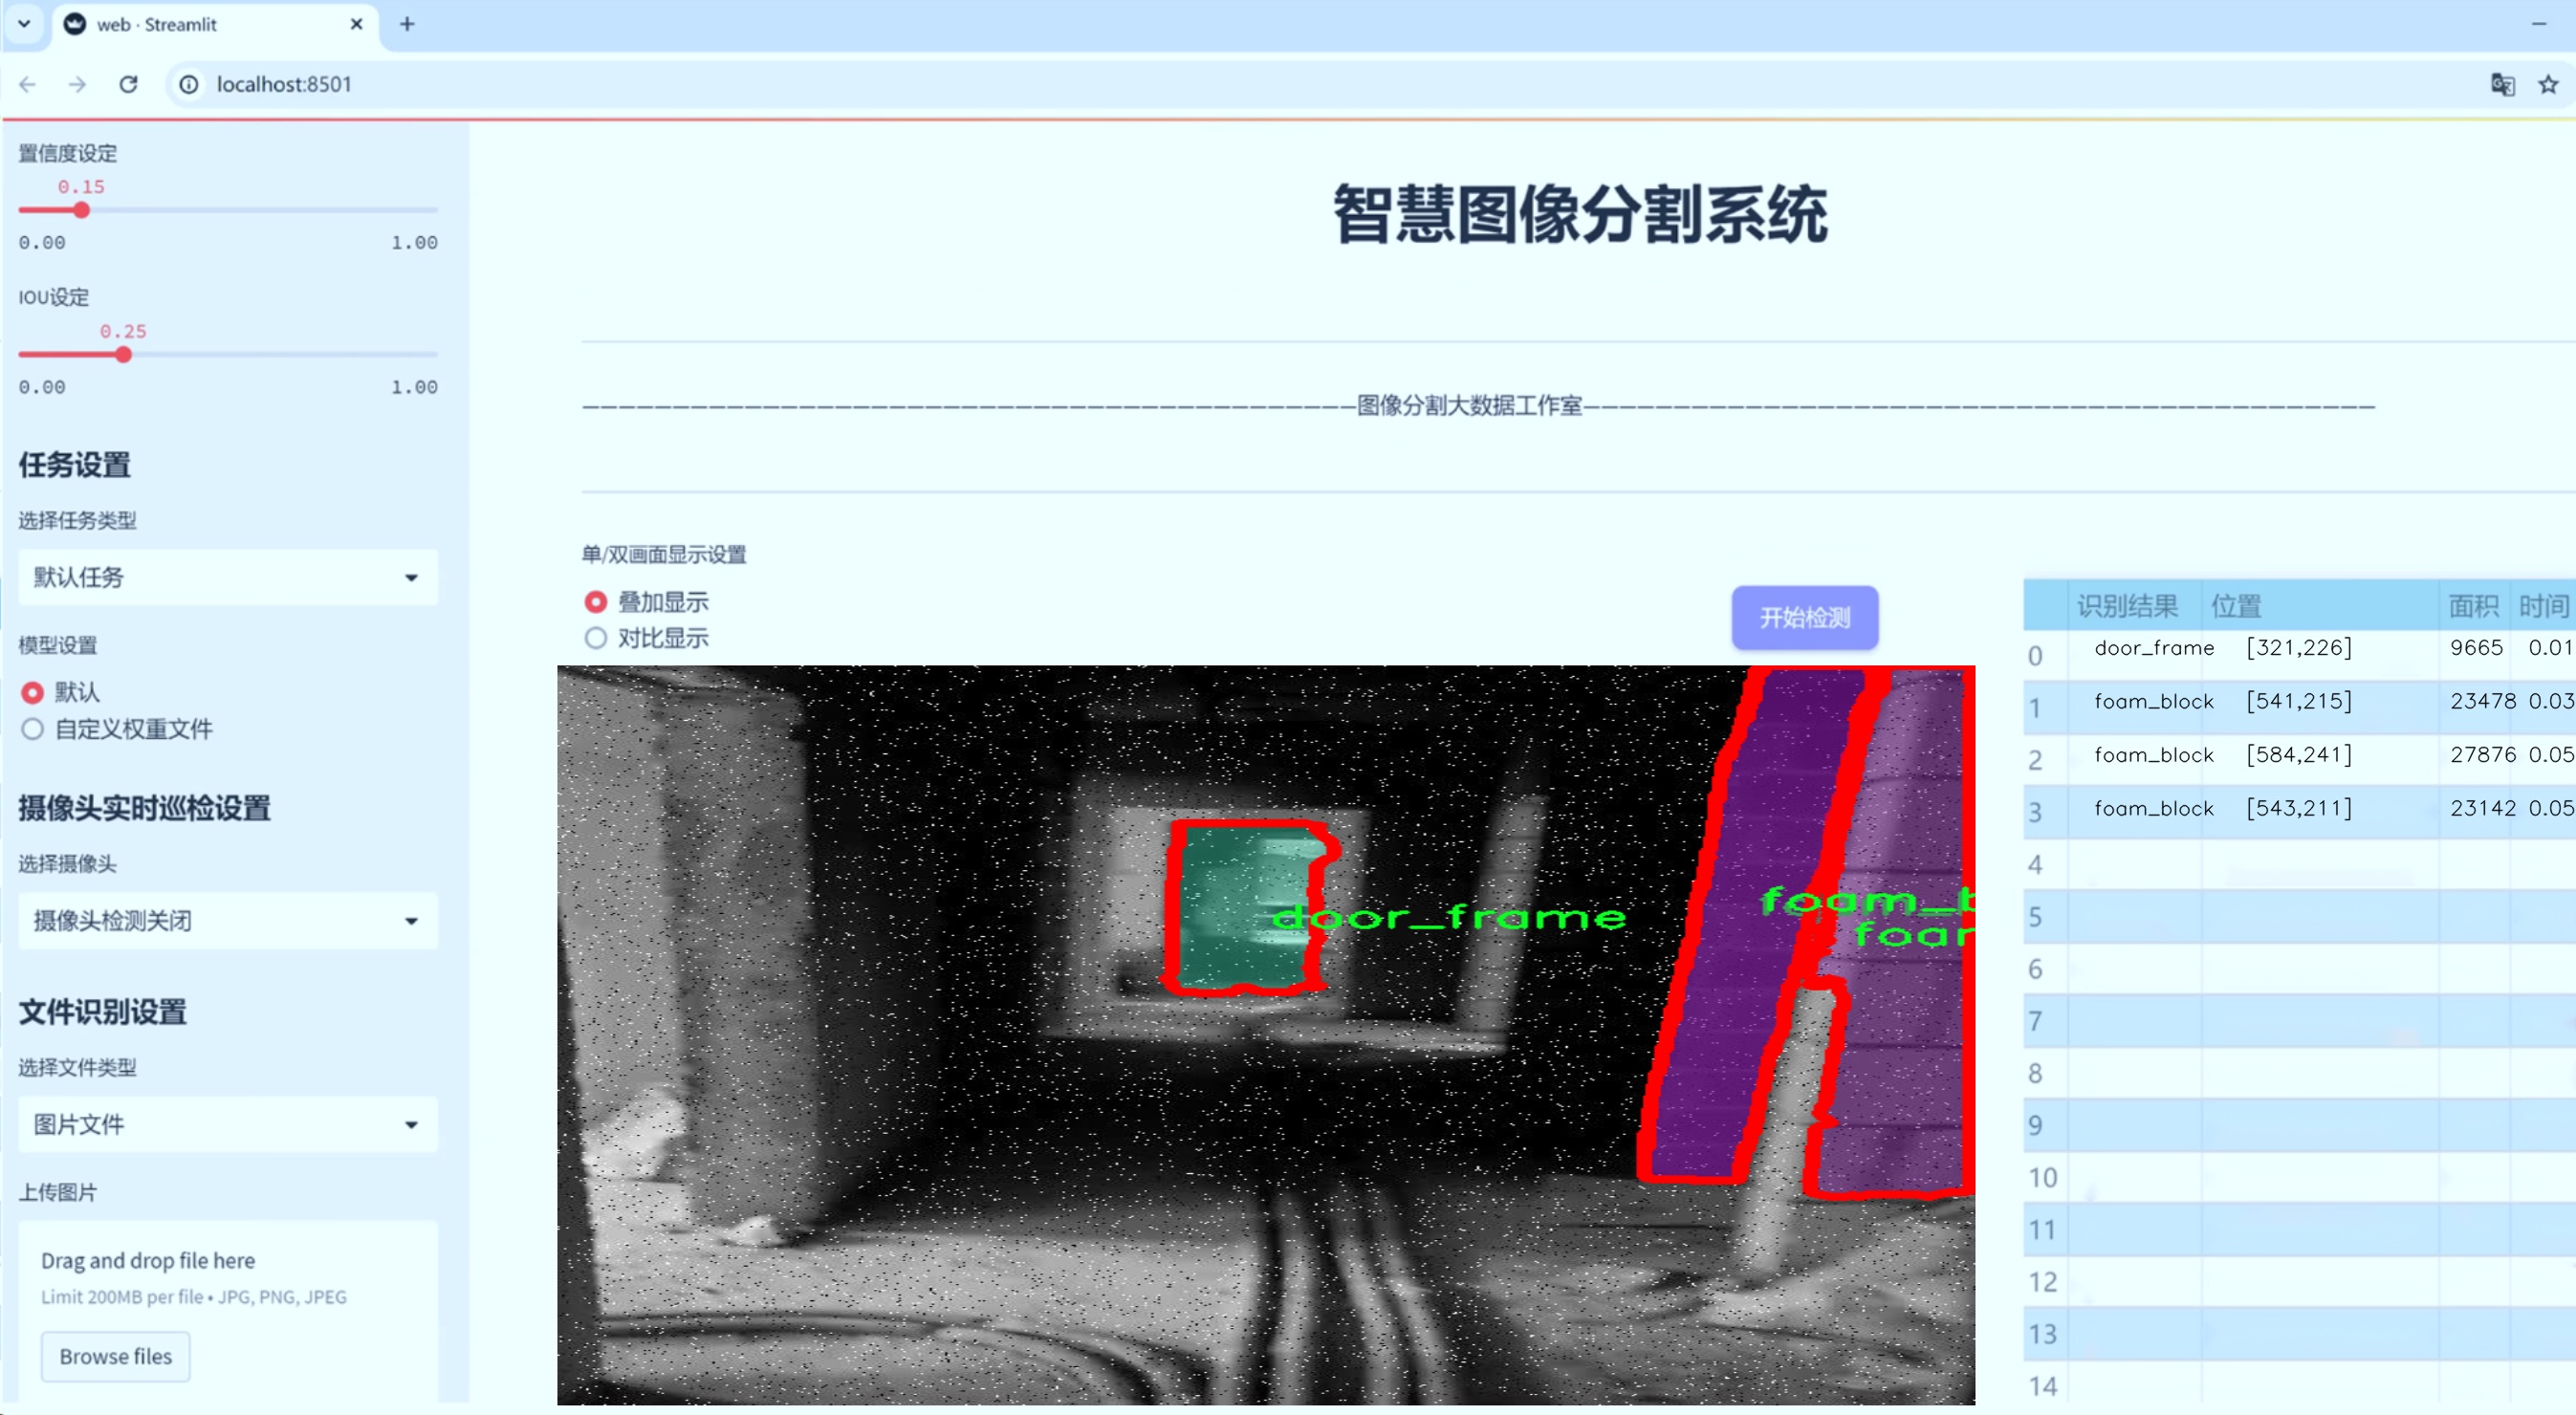 web · Streamlit
localhost:8501
置信度设定
0.15
0.00 1.00
IOU设定
0.25
0.00 1.00
任务设置
选择任务类型
默认任务
模型设置
默认
自定义权重文件
摄像头实时巡检设置
选择摄像头
摄像头检测关闭
文件识别设置
选择文件类型
图片文件
上传图片
Drag and drop file here
Limit 200MB per file • JPG, PNG, JPEG
Browse files
智慧图像分割系统
图像分割大数据工作室
单/双画面显示设置
叠加显示
对比显示
开始检测
door_frame
foam_b
foam
识别结果 位置 面积 时间
0 door_frame [321,226] 9665 0.01
1 foam_block [541,215] 23478 0.03
2 foam_block [584,241] 27876 0.05
3 foam_block [543,211] 23142 0.05
4
5
6
7
8
9
10
11
12
13
14